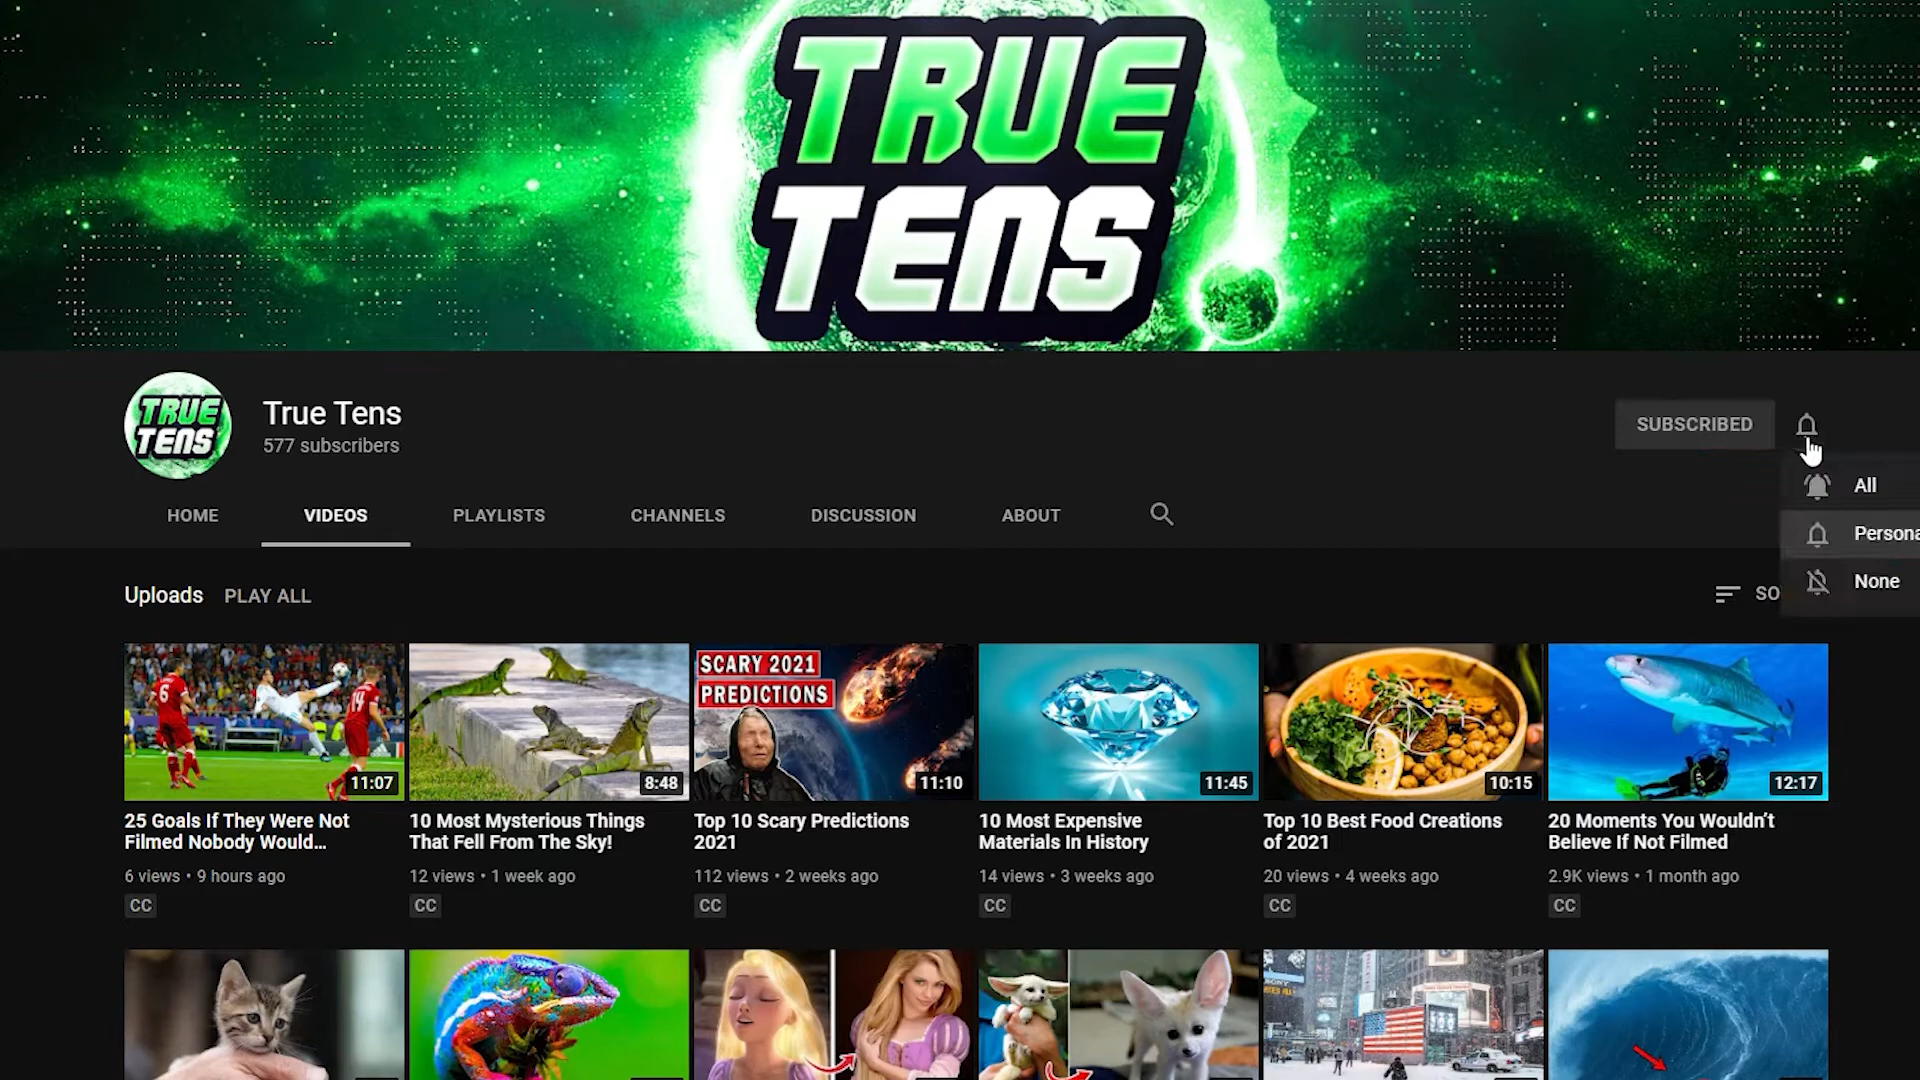 TRUE
TENS
TRUE
TENS
True Tens
577 subscribers
SUBSCRIBED
All
Persona
None
HOME
VIDEOS
PLAYLISTS
CHANNELS
DISCUSSION
ABOUT
Uploads
PLAY ALL
SO
6
14
11:07
8:48
SCARY 2021
PREDICTIONS
11:10
11:45
10:15
12:17
25 Goals If They Were Not
Filmed Nobody Would...
6 views • 9 hours ago
CC
10 Most Mysterious Things
That Fell From The Sky!
12 views • 1 week ago
CC
Top 10 Scary Predictions
2021
112 views • 2 weeks ago
CC
10 Most Expensive
Materials In History
14 views • 3 weeks ago
CC
Top 10 Best Food Creations
of 2021
20 views • 4 weeks ago
CC
20 Moments You Wouldn't
Believe If Not Filmed
2.9K views • 1 month ago
CC